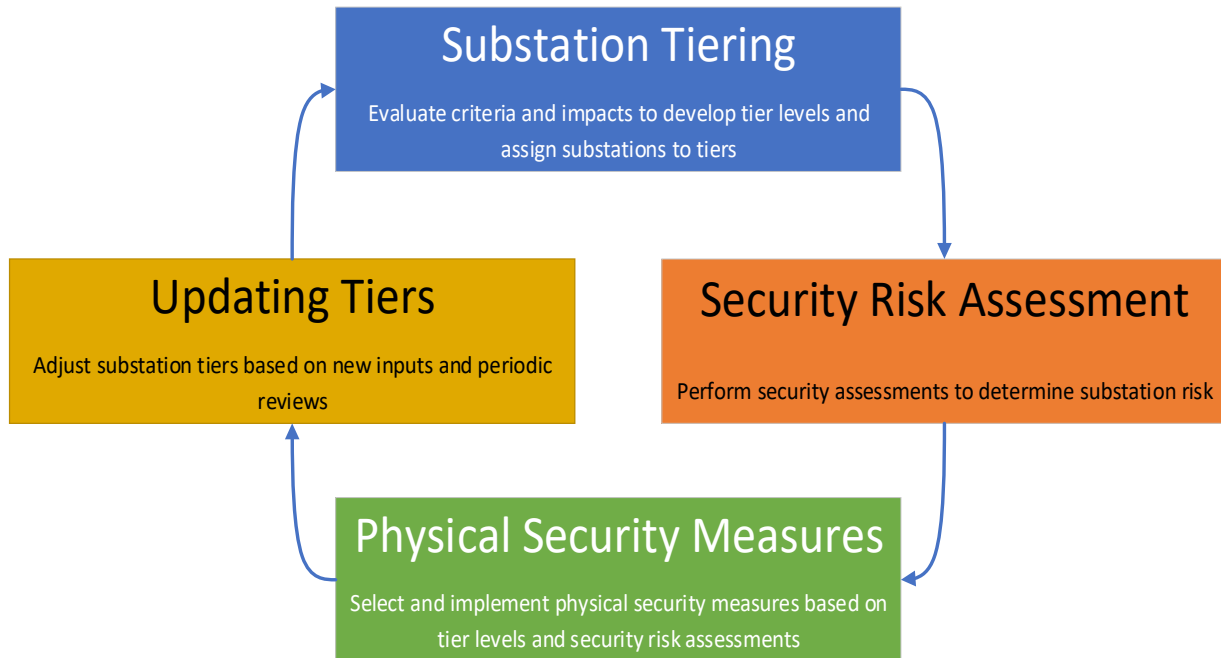 Substation Tiering
Evaluate criteria and impacts to develop tier levels and
assign substations to tiers
Updating Tiers
Adjust substation tiers based on new inputs and periodic
reviews
Security Risk Assessment
Perform security assessments to determine substation risk
Physical Security Measures
Select and implement physical security measures based on
tier levels and security risk assessments